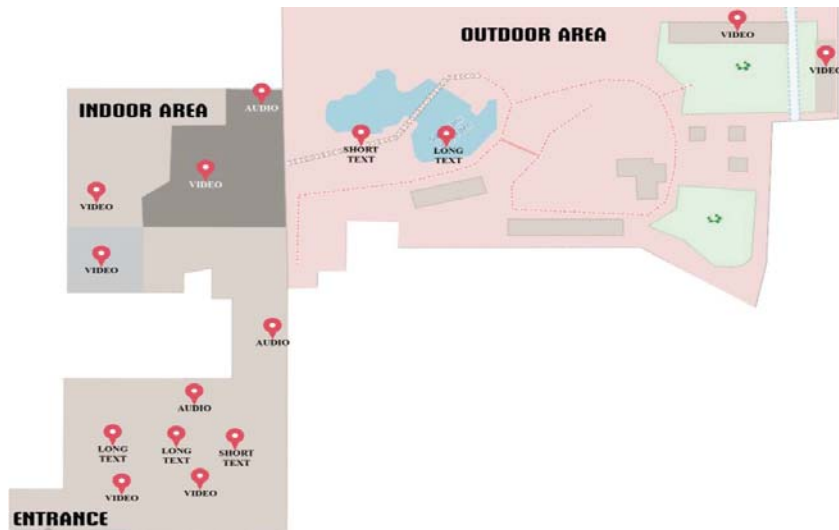 OUTDOOR AREA
VIDEO
VIDEO
INDOOR AREA
AUDIO
SHORT
TEXT
LONG
TEXT
VIDEO
VIDEO
VIDEO
AUDIO
AUDIO
LONG
TEXT
LONG
TEXT
SHORT
TEXT
VIDEO
VIDEO
ENTRANCE